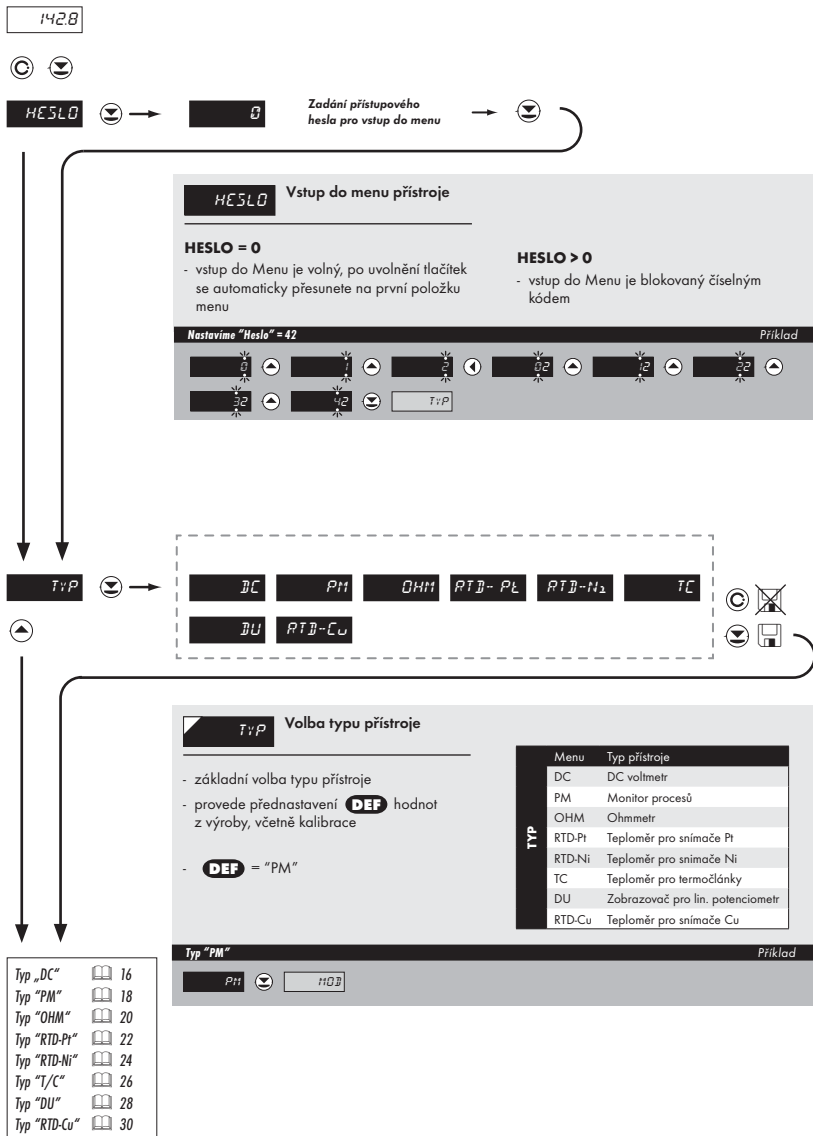 142.8
HESLO
0
Zadání přístupového
hesla pro vstup do menu
HESLO
Vstup do menu přístroje
HESLO = 0
- vstup do Menu je volný, po uvolnění tlačítek
se automaticky přesunete na první položku
menu
HESLO > 0
- vstup do Menu je blokovaný číselným
kódem
Nastavíme "Heslo" = 42
Příklad
0 1 2 02 12 22
32 42 TYP
TYP
DC PM OHM RTD-Pt RTD-Ni TC
DU RTD-Cu
TYP
Volba typu přístroje
- základní volba typu přístroje
- provede přednastavení DEF hodnot
z výroby, včetně kalibrace
- DEF = "PM"
TYP
Menu Typ přístroje
DC DC voltmetr
PM Monitor procesů
OHM Ohmmetr
RTD-Pt Teploměr pro snímače Pt
RTD-Ni Teploměr pro snimače Ni
TC Teploměr pro termočlánky
DU Zobrazovač pro lin. potenciometr
RTD-Cu Teploměr pro snímače Cu
Typ "PM"
Příklad
PM MOD
Typ „DC" 16
Typ "PM" 18
Typ "OHM" 20
Typ "RTD-Pt" 22
Typ "RTD-Ni" 24
Typ "T/C" 26
Typ "DU" 28
Typ "RTD-Cu" 30